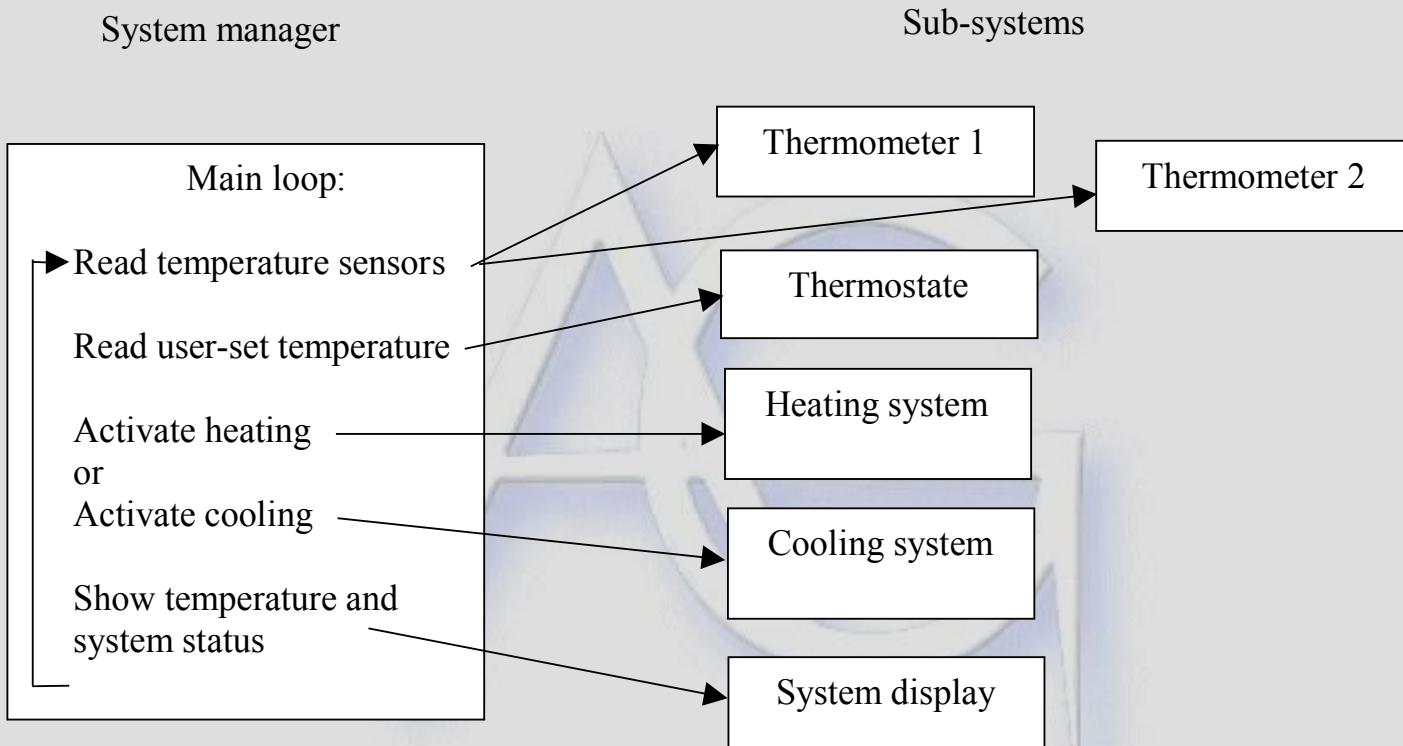 System manager
Sub-systems
Main loop:
Read temperature sensors
Read user-set temperature
Activate heating
or
Activate cooling
Show temperature and
system status
Thermometer 1
Thermometer 2
Thermostate
Heating system
Cooling system
System display